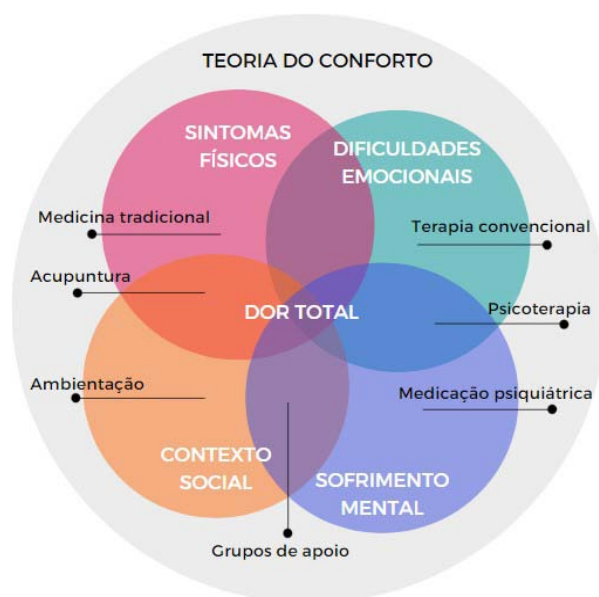 TEORIA DO CONFORTO
SINTOMAS
FÍSICOS
DIFICULDADES
EMOCIONAIS
Medicina tradicional
Terapia convencional
Acupuntura
DOR TOTAL
Psicoterapia
Ambientação
Medicação psiquiátrica
CONTEXTO
SOCIAL
SOFRIMENTO
MENTAL
Grupos de apoio